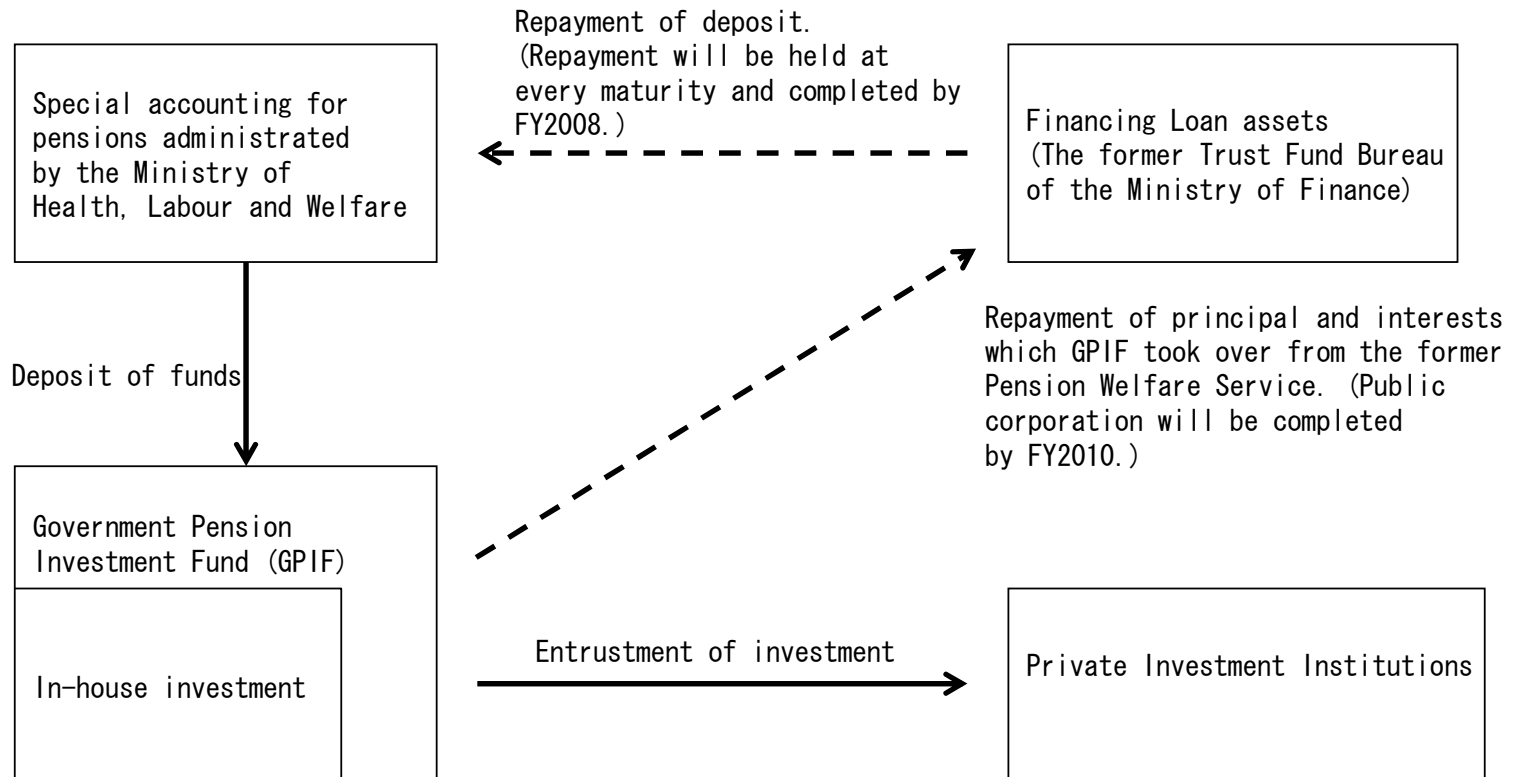 Repayment of deposit.
(Repayment will be held at
every maturity and completed by
FY2008.)
Special accounting for
pensions administrated
by the Ministry of
Health, Labour and Welfare
Financing Loan assets
(The former Trust Fund Bureau
of the Ministry of Finance)
Repayment of principal and interests
which GPIF took over from the former
Pension Welfare Service. (Public
corporation will be completed
by FY2010.)
Deposit of funds
Government Pension
Investment Fund (GPIF)
In-house investment
Entrustment of investment
Private Investment Institutions